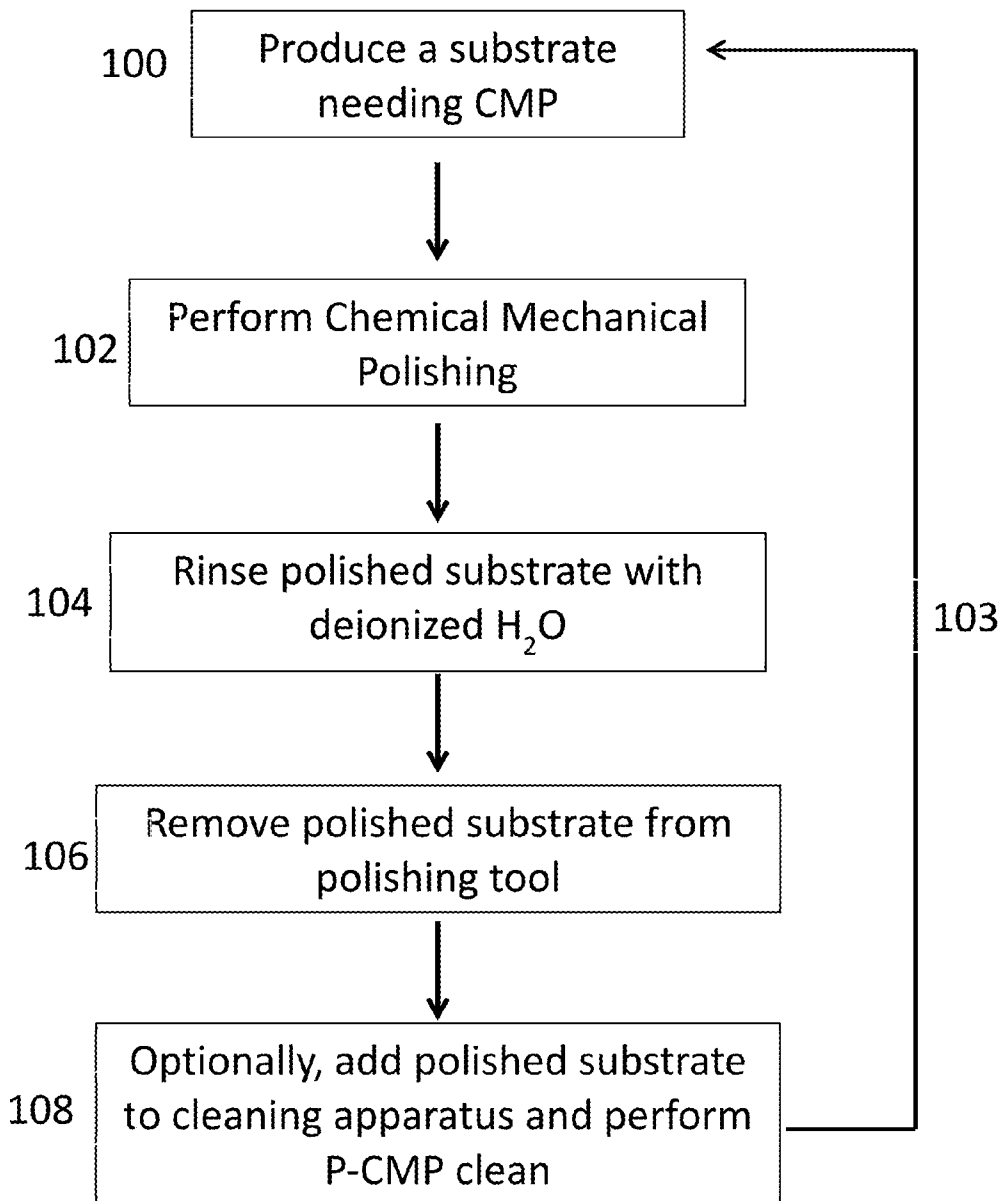 100
Produce a substrate
needing CMP
102
Perform Chemical Mechanical
Polishing
104
Rinse polished substrate with
deionized H₂O
103
106
Remove polished substrate from
polishing tool
108
Optionally, add polished substrate
to cleaning apparatus and perform
P-CMP clean